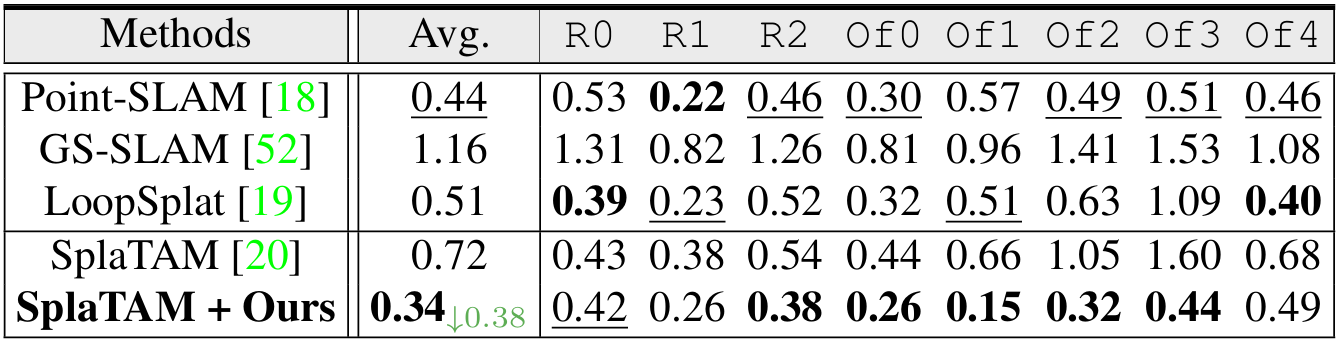 Methods Avg. R0 R1 R2 Of0 Of1 Of2 Of3 Of4
Point-SLAM [18] 0.44 0.53 0.22 0.46 0.30 0.57 0.49 0.51 0.46
GS-SLAM [52] 1.16 1.31 0.82 1.26 0.81 0.96 1.41 1.53 1.08
LoopSplat [19] 0.51 0.39 0.23 0.52 0.32 0.51 0.63 1.09 0.40
SplaTAM [20] 0.72 0.43 0.38 0.54 0.44 0.66 1.05 1.60 0.68
SplaTAM + Ours 0.34↓0.38 0.42 0.26 0.38 0.26 0.15 0.32 0.44 0.49